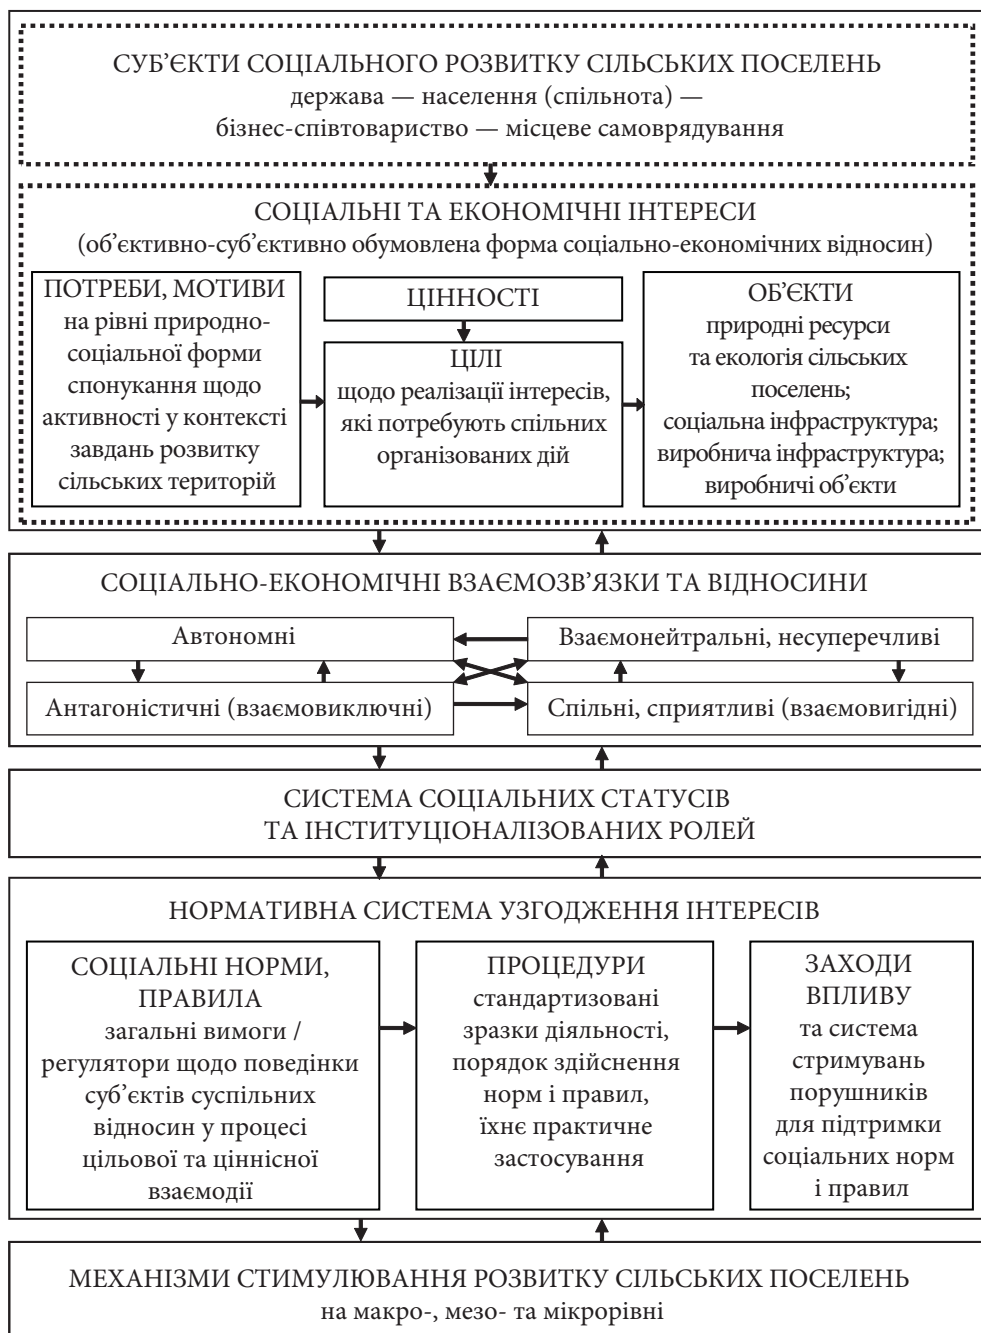 СУБ’ЄКТИ СОЦІАЛЬНОГО РОЗВИТКУ СІЛЬСЬКИХ ПОСЕЛЕНЬ
держава — населення (спільнота) —
бізнес-співтовариство — місцеве самоврядування
СОЦІАЛЬНІ ТА ЕКОНОМІЧНІ ІНТЕРЕСИ
(об’єктивно-суб’єктивно обумовлена форма соціально-економічних відносин)
ПОТРЕБИ, МОТИВИ
на рівні природно-
соціальної форми
спонукання щодо
активності у контексті
завдань розвитку
сільських територій
ЦІННОСТІ
ЦІЛІ
щодо реалізації інтересів,
які потребують спільних
організованих дій
ОБ’ЄКТИ
природні ресурси
та екологія сільських
поселень;
соціальна інфраструктура;
виробнича інфраструктура;
виробничі об’єкти
СОЦІАЛЬНО-ЕКОНОМІЧНІ ВЗАЄМОЗВ’ЯЗКИ ТА ВІДНОСИНИ
Автономні
Взаємонейтральні, несуперечливі
Антагоністичні (взаємовиключні)
Спільні, сприятливі (взаємовигідні)
СИСТЕМА СОЦІАЛЬНИХ СТАТУСІВ
ТА ІНСТИТУЦІОНАЛІЗОВАНИХ РОЛЕЙ
НОРМАТИВНА СИСТЕМА УЗГОДЖЕННЯ ІНТЕРЕСІВ
СОЦІАЛЬНІ НОРМИ,
ПРАВИЛА
загальні вимоги /
регулятори щодо поведінки
суб’єктів суспільних
відносин у процесі
цільової та ціннісної
взаємодії
ПРОЦЕДУРИ
стандартизовані
зразки діяльності,
порядок здійснення
норм і правил,
їхнє практичне
застосування
ЗАХОДИ
ВПЛИВУ
та система
стримувань
порушників
для підтримки
соціальних норм
і правил
МЕХАНІЗМИ СТИМУЛЮВАННЯ РОЗВИТКУ СІЛЬСЬКИХ ПОСЕЛЕНЬ
на макро-, мезо- та мікрорівні